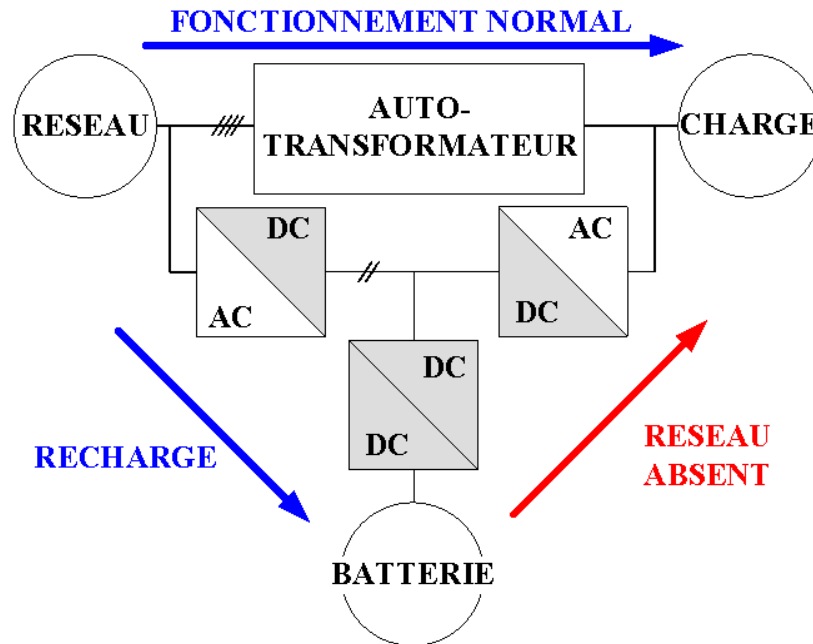 FONCTIONNEMENT NORMAL
RESEAU
AUTO-
TRANSFORMATEUR
CHARGE
DC
AC
AC
DC
DC
DC
RECHARGE
RESEAU
ABSENT
BATTERIE